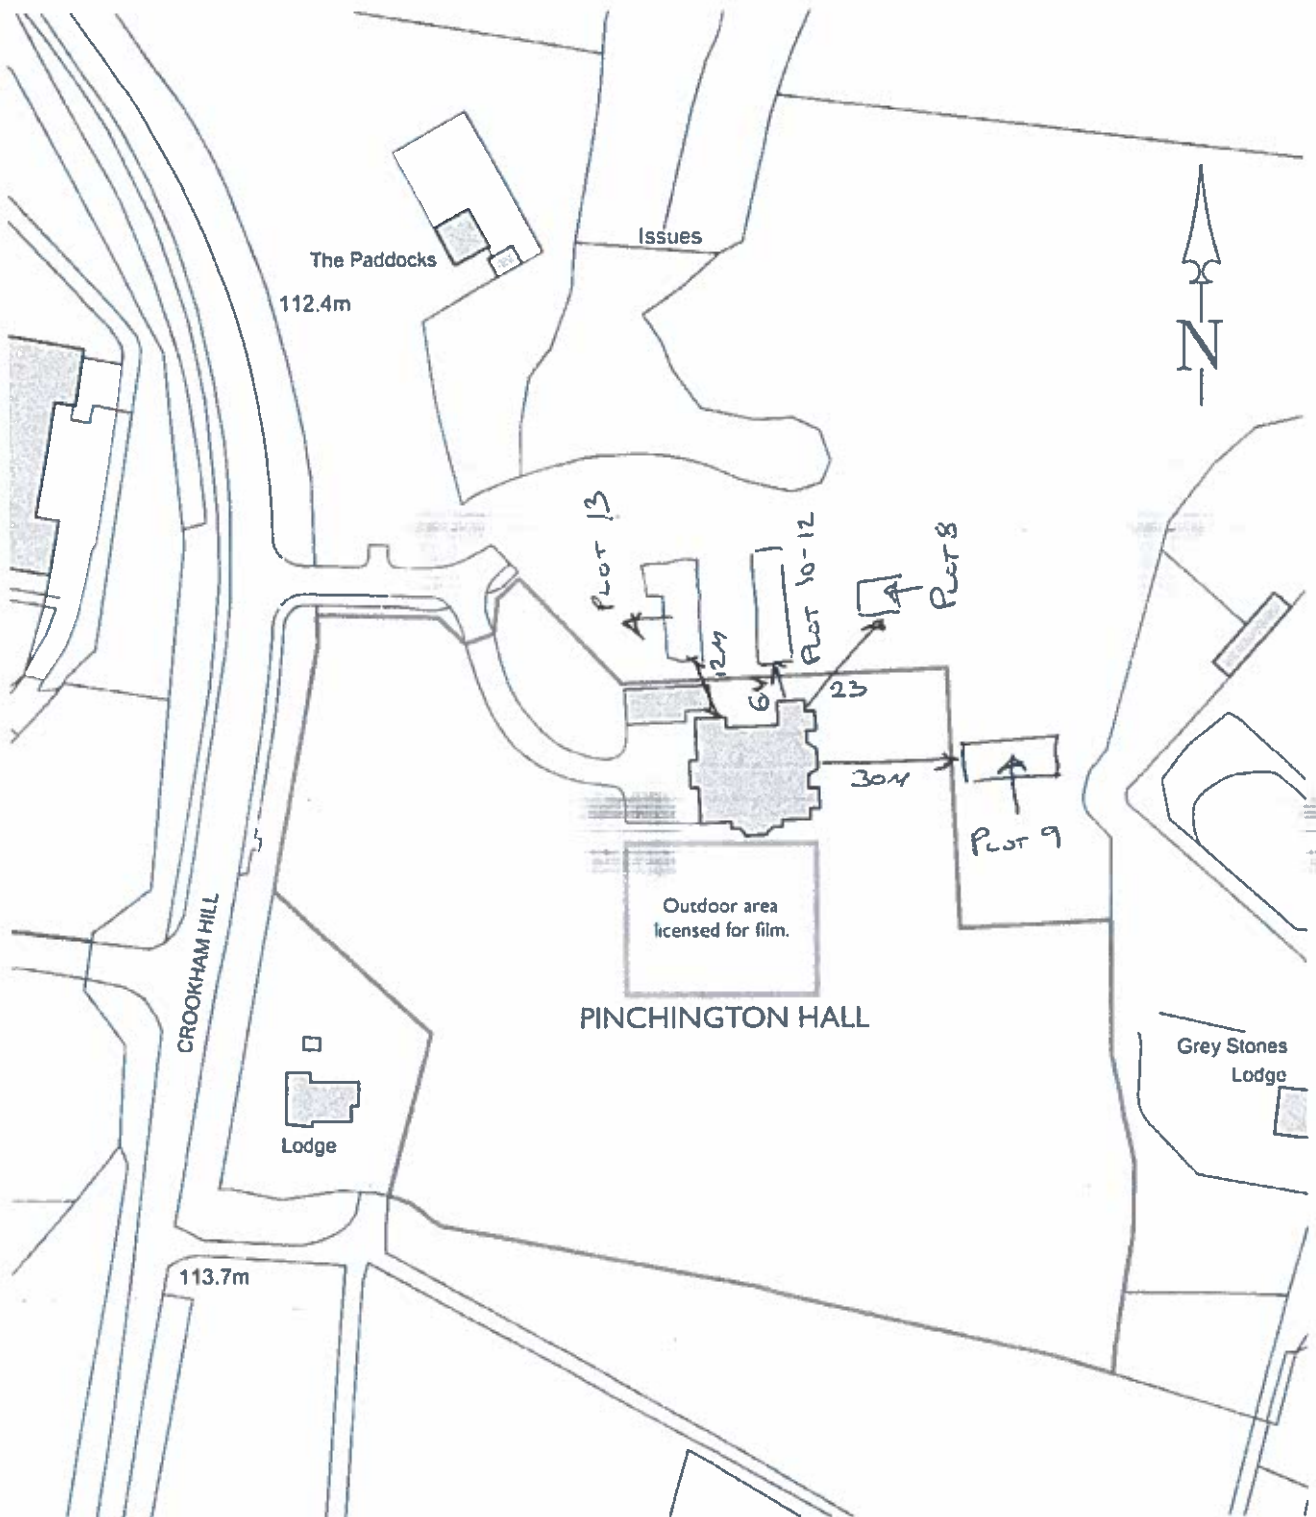 Issues
The Paddocks
112.4m
N
PLOT 13
PLOT 10-12
PLOT 8
12M
6M
23
30M
PLOT 9
Outdoor area
licensed for film.
PINCHINGTON HALL
CROOKHAM HILL
Grey Stones
Lodge
Lodge
113.7m